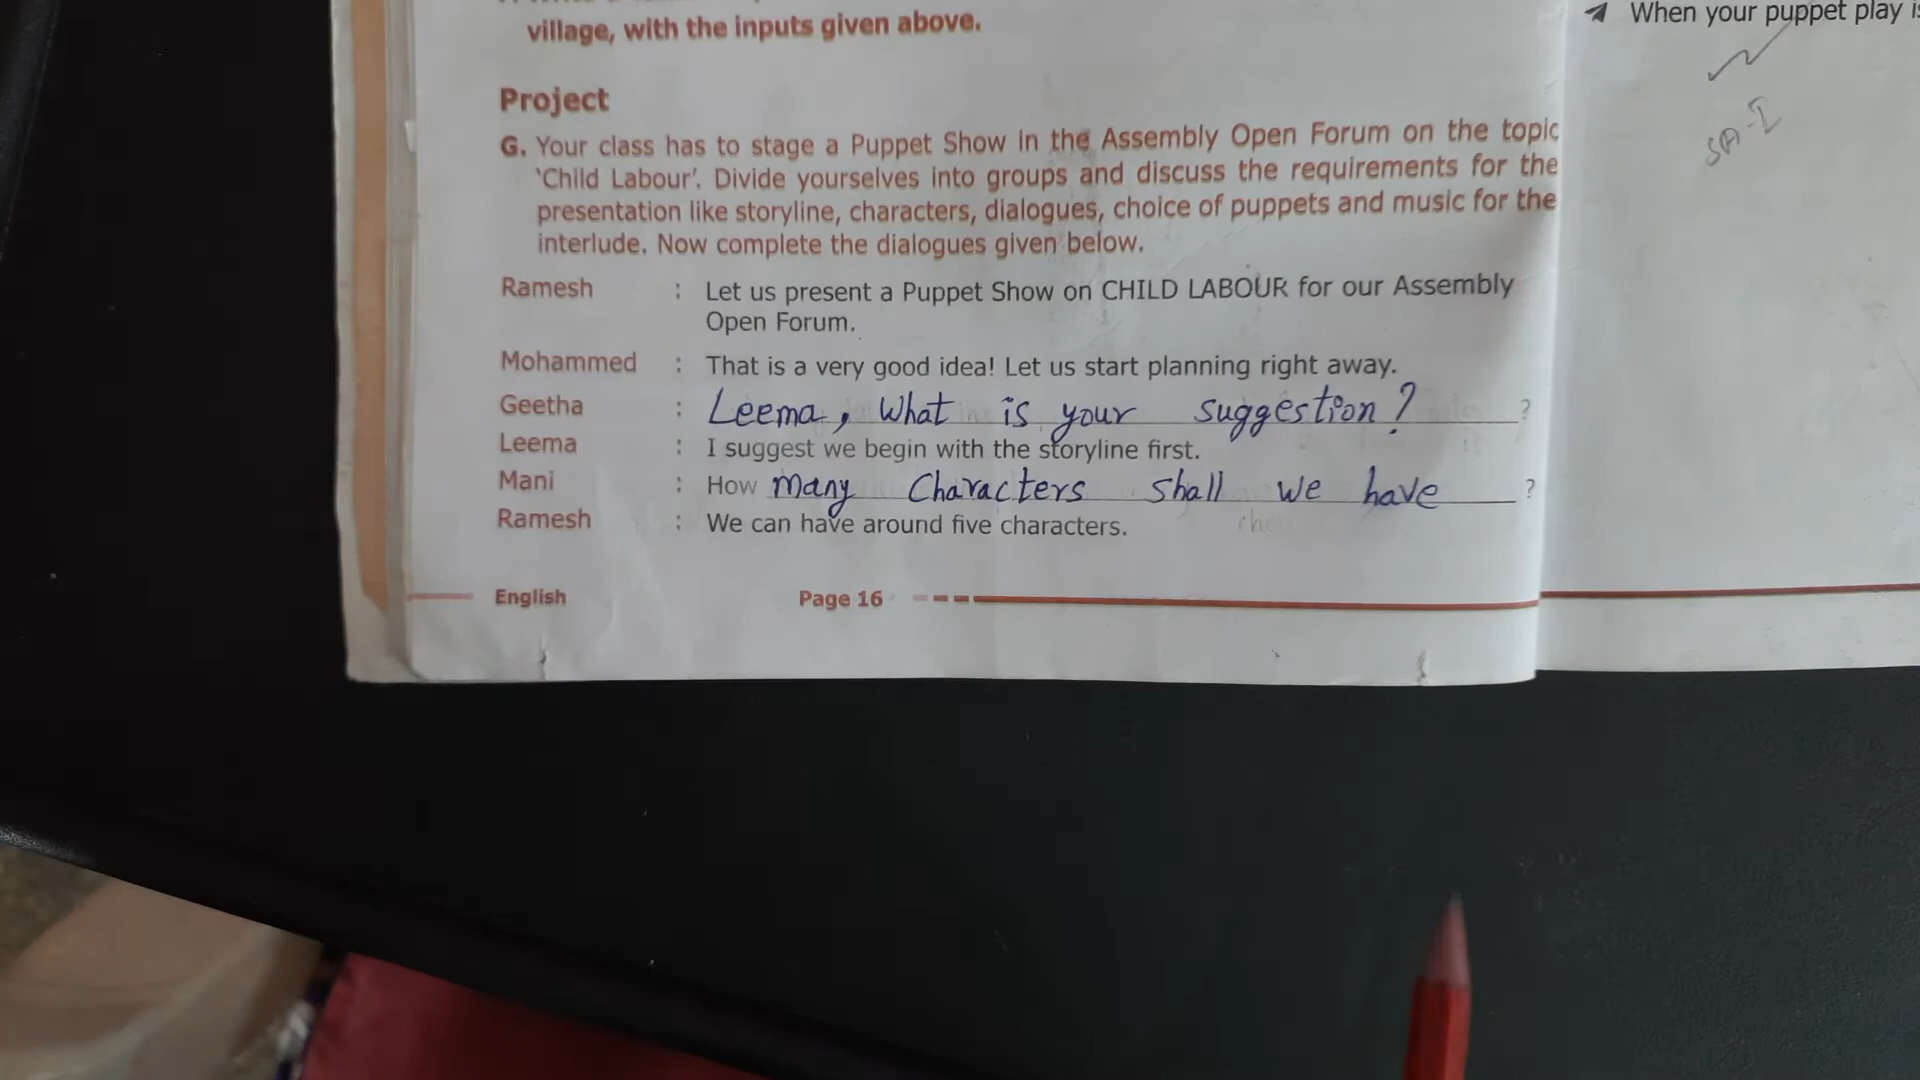 village, with the inputs given above.
When your puppet play
Project
G. Your class has to stage a Puppet Show in the Assembly Open Forum on the topic
'Child Labour'. Divide yourselves into groups and discuss the requirements for the
presentation like storyline, characters, dialogues, choice of puppets and music for the
interlude. Now complete the dialogues given below.
SA-I
Ramesh : Let us present a Puppet Show on CHILD LABOUR for our Assembly
Open Forum.
Mohammed : That is a very good idea! Let us start planning right away.
Geetha : Leema, What is your suggestion? ?
Leema : I suggest we begin with the storyline first.
Mani : How many Characters shall we have ?
Ramesh : We can have around five characters.
English Page 16